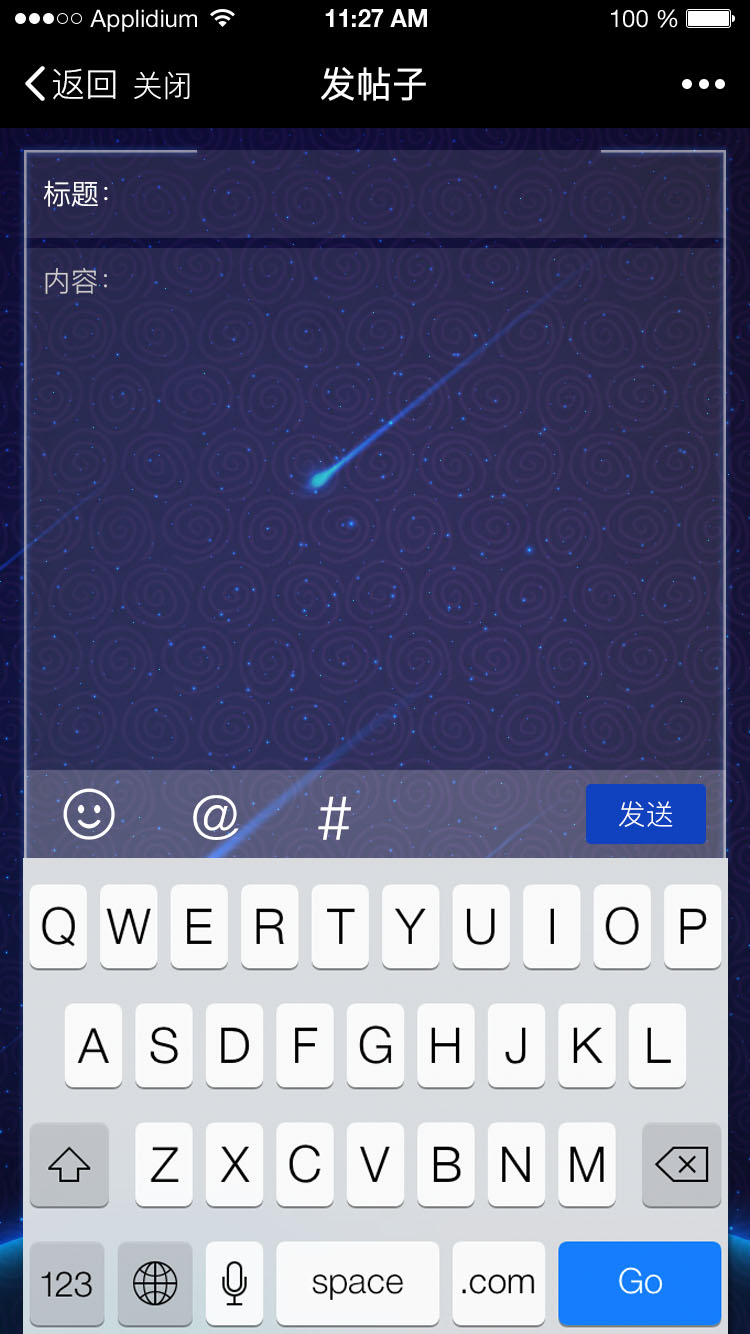 Applidium 11:27 AM 100 %
返回 关闭 发帖子
标题：
内容：
@ # 发送
Q W E R T Y U I O P
A S D F G H J K L
Z X C V B N M
123 space .com Go